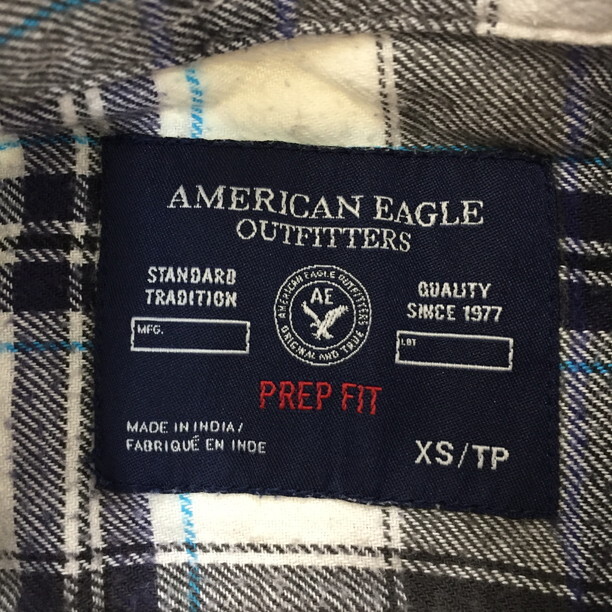 AMERICAN EAGLE
OUTFITTERS
STANDARD
TRADITION
MFG.
AMERICAN EAGLE OUTFITTERS
AE
ORIGINAL AND TRUE
QUALITY
SINCE 1977
LOT
PREP FIT
MADE IN INDIA/
FABRIQUÉ EN INDE
XS/TP